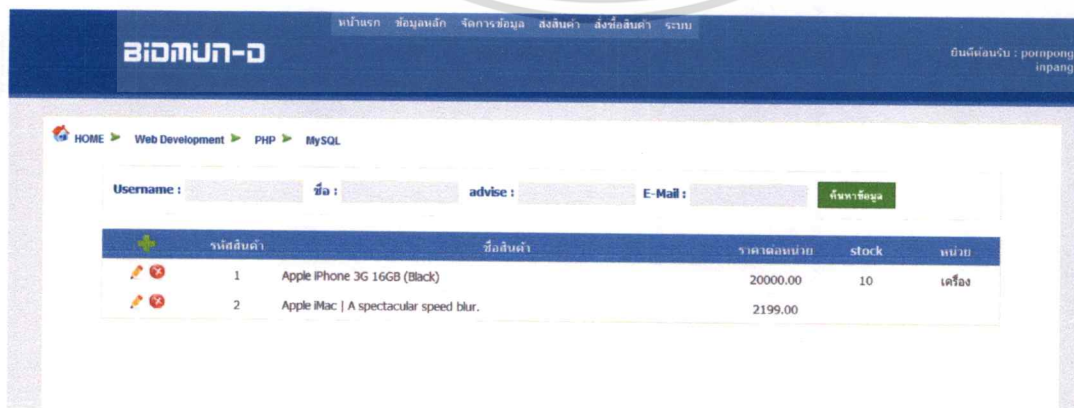 หน้าแรก ข้อมูลหลัก จัดการข้อมูล ส่งสินค้า สั่งซื้อสินค้า ระบบ
BiDMUN-D
ยินดีต้อนรับ : pornpong
inpang
HOME Web Development PHP MySQL
Username : ชื่อ : advise : E-Mail : ค้นหาข้อมูล
รหัสสินค้า ชื่อสินค้า ราคาต่อหน่วย stock หน่วย
1 Apple iPhone 3G 16GB (Black) 20000.00 10 เครื่อง
2 Apple iMac | A spectacular speed blur. 2199.00